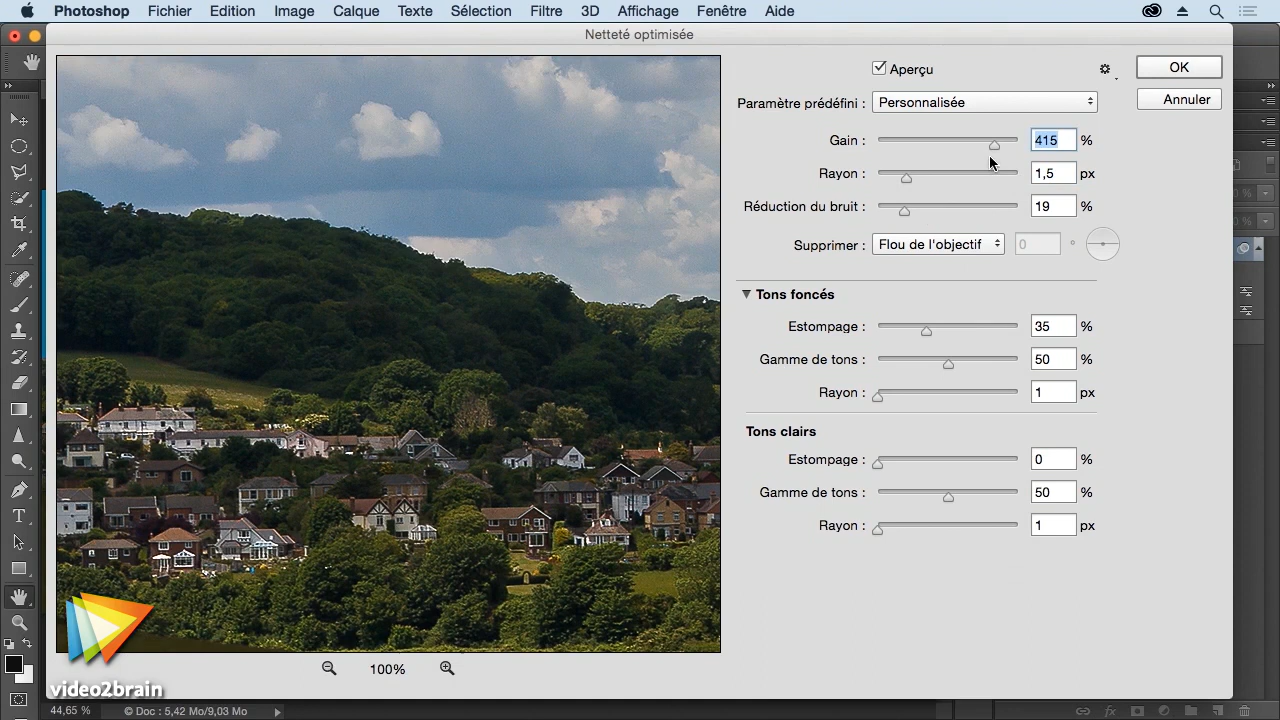 Photoshop Fichier Edition Image Calque Texte Sélection Filtre 3D Affichage Fenêtre Aide
Netteté optimisée
Aperçu
OK
Paramètre prédéfini : Personnalisée
Annuler
Gain : 415 %
Rayon : 1,5 px
Réduction du bruit : 19 %
Supprimer : Flou de l'objectif 0 °
Tons foncés
Estompage : 35 %
Gamme de tons : 50 %
Rayon : 1 px
Tons clairs
Estompage : 0 %
Gamme de tons : 50 %
Rayon : 1 px
video2brain
100%
44,65 % © Doc : 5,42 Mo/9,03 Mo